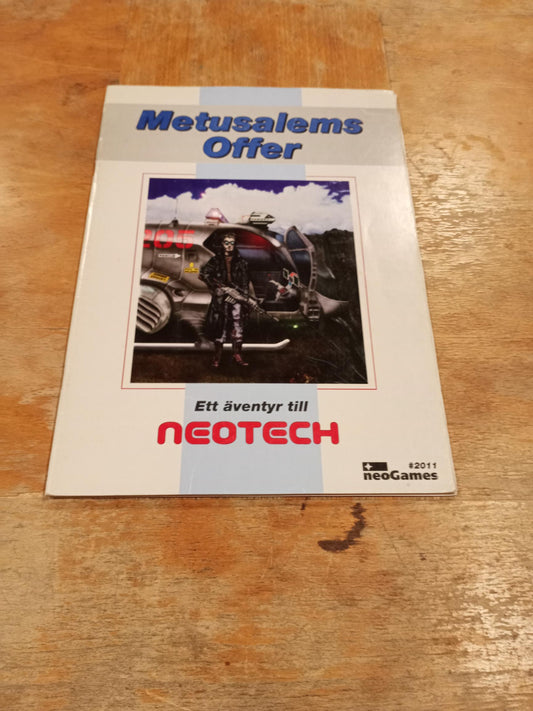 Metusalems
Offer
Ett äventyr till
NEOTECH
#2011
neoGames